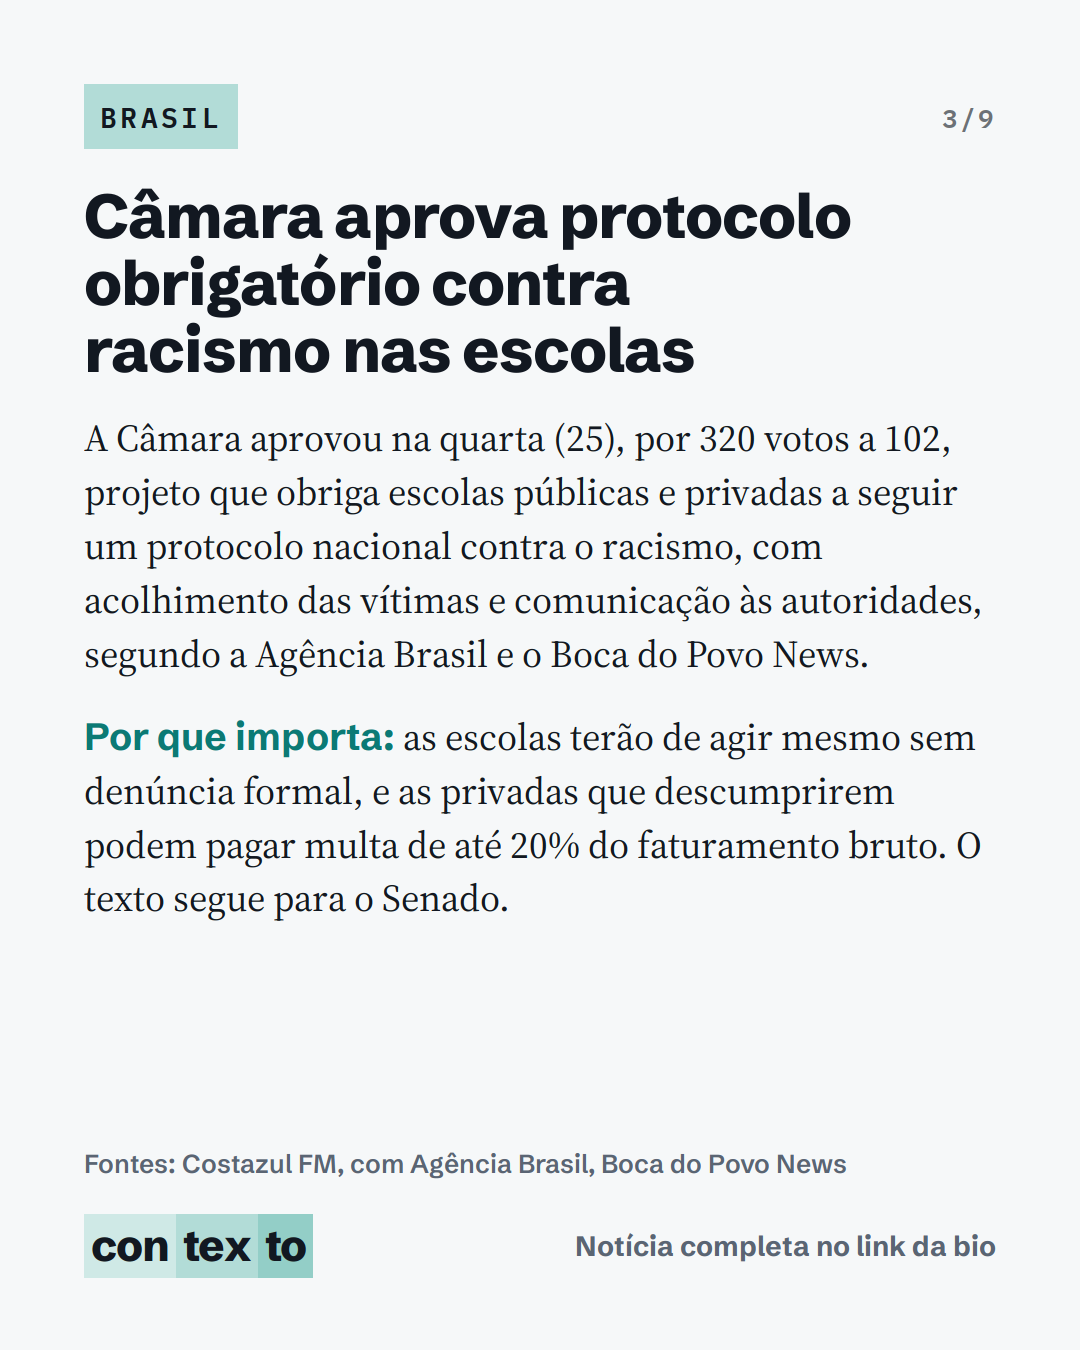 BRASIL
3/9
Câmara aprova protocolo
obrigatório contra
racismo nas escolas
A Câmara aprovou na quarta (25), por 320 votos a 102,
projeto que obriga escolas públicas e privadas a seguir
um protocolo nacional contra o racismo, com
acolhimento das vítimas e comunicação às autoridades,
segundo a Agência Brasil e o Boca do Povo News.
Por que importa: as escolas terão de agir mesmo sem
denúncia formal, e as privadas que descumprirem
podem pagar multa de até 20% do faturamento bruto. O
texto segue para o Senado.
Fontes: Costazul FM, com Agência Brasil, Boca do Povo News
contexto
Notícia completa no link da bio